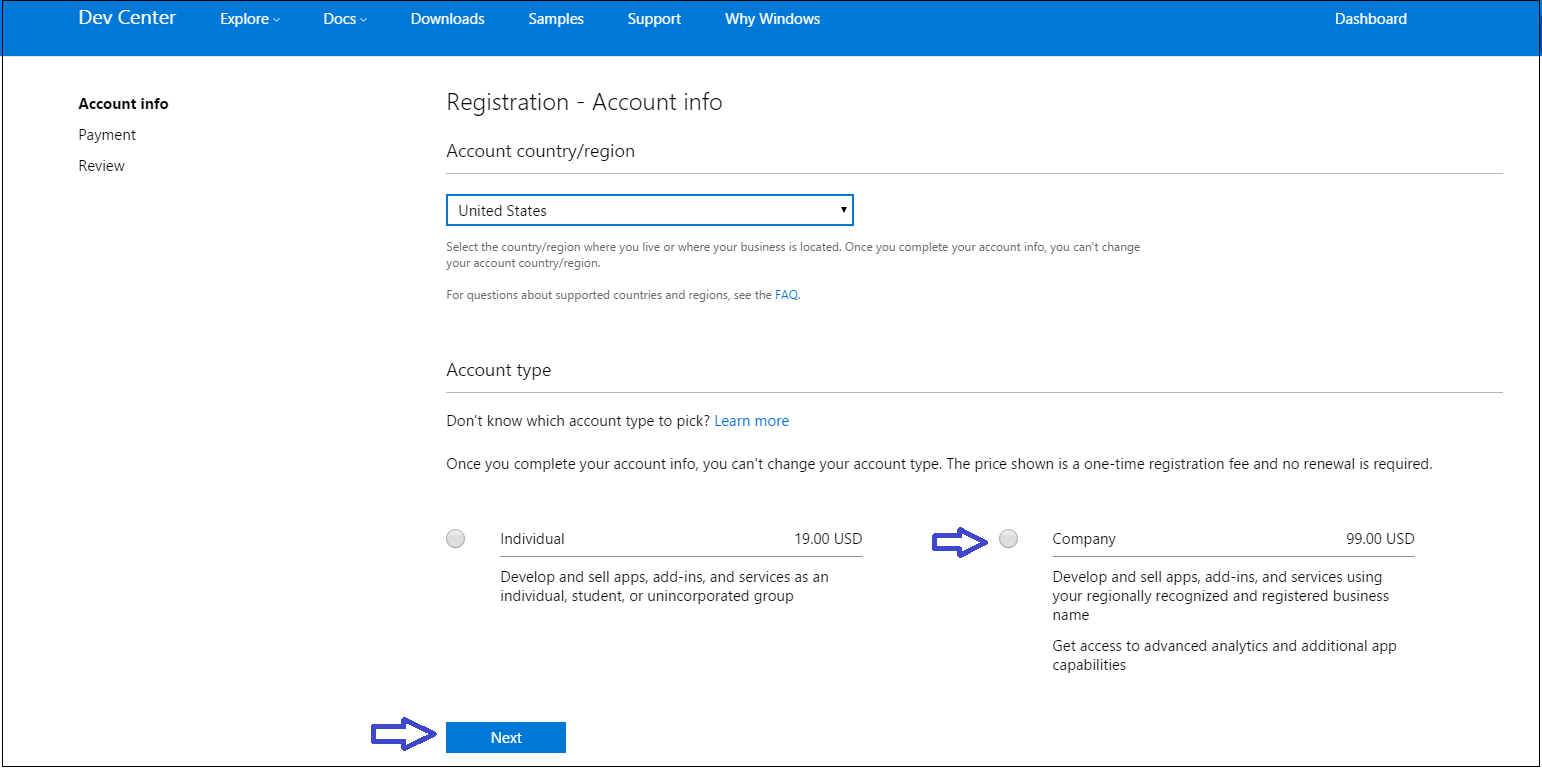 Dev Center Explore Docs Downloads Samples Support Why Windows Dashboard
Account info
Payment
Review
Registration - Account info
Account country/region
United States
Select the country/region where you live or where your business is located. Once you complete your account info, you can't change
your account country/region.
For questions about supported countries and regions, see the FAQ.
Account type
Don't know which account type to pick? Learn more
Once you complete your account info, you can't change your account type. The price shown is a one-time registration fee and no renewal is required.
Individual 19.00 USD
Develop and sell apps, add-ins, and services as an
individual, student, or unincorporated group
Company 99.00 USD
Develop and sell apps, add-ins, and services using
your regionally recognized and registered business
name
Get access to advanced analytics and additional app
capabilities
Next